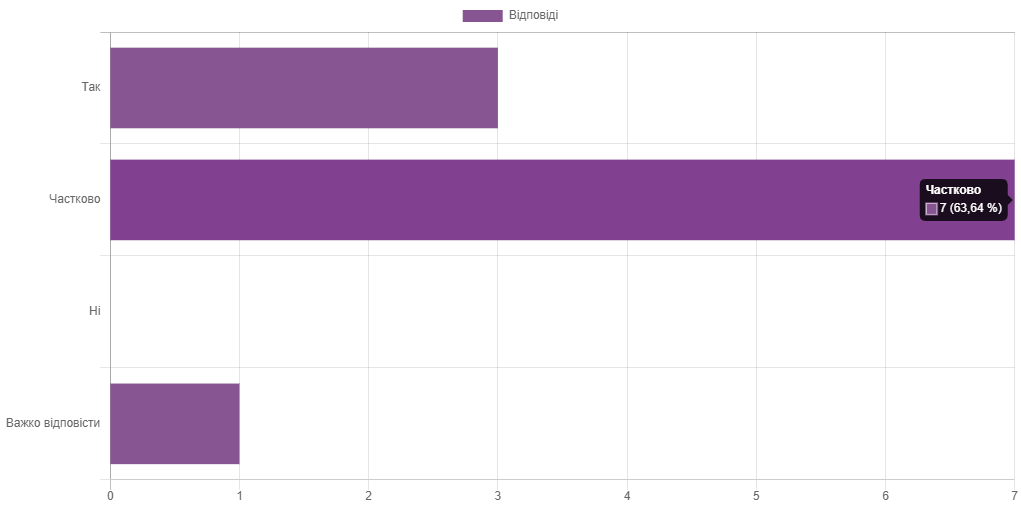 Відповіді
Так
Частково
Частково
7 (63,64 %)
Ні
Важко відповісти
0 1 2 3 4 5 6 7